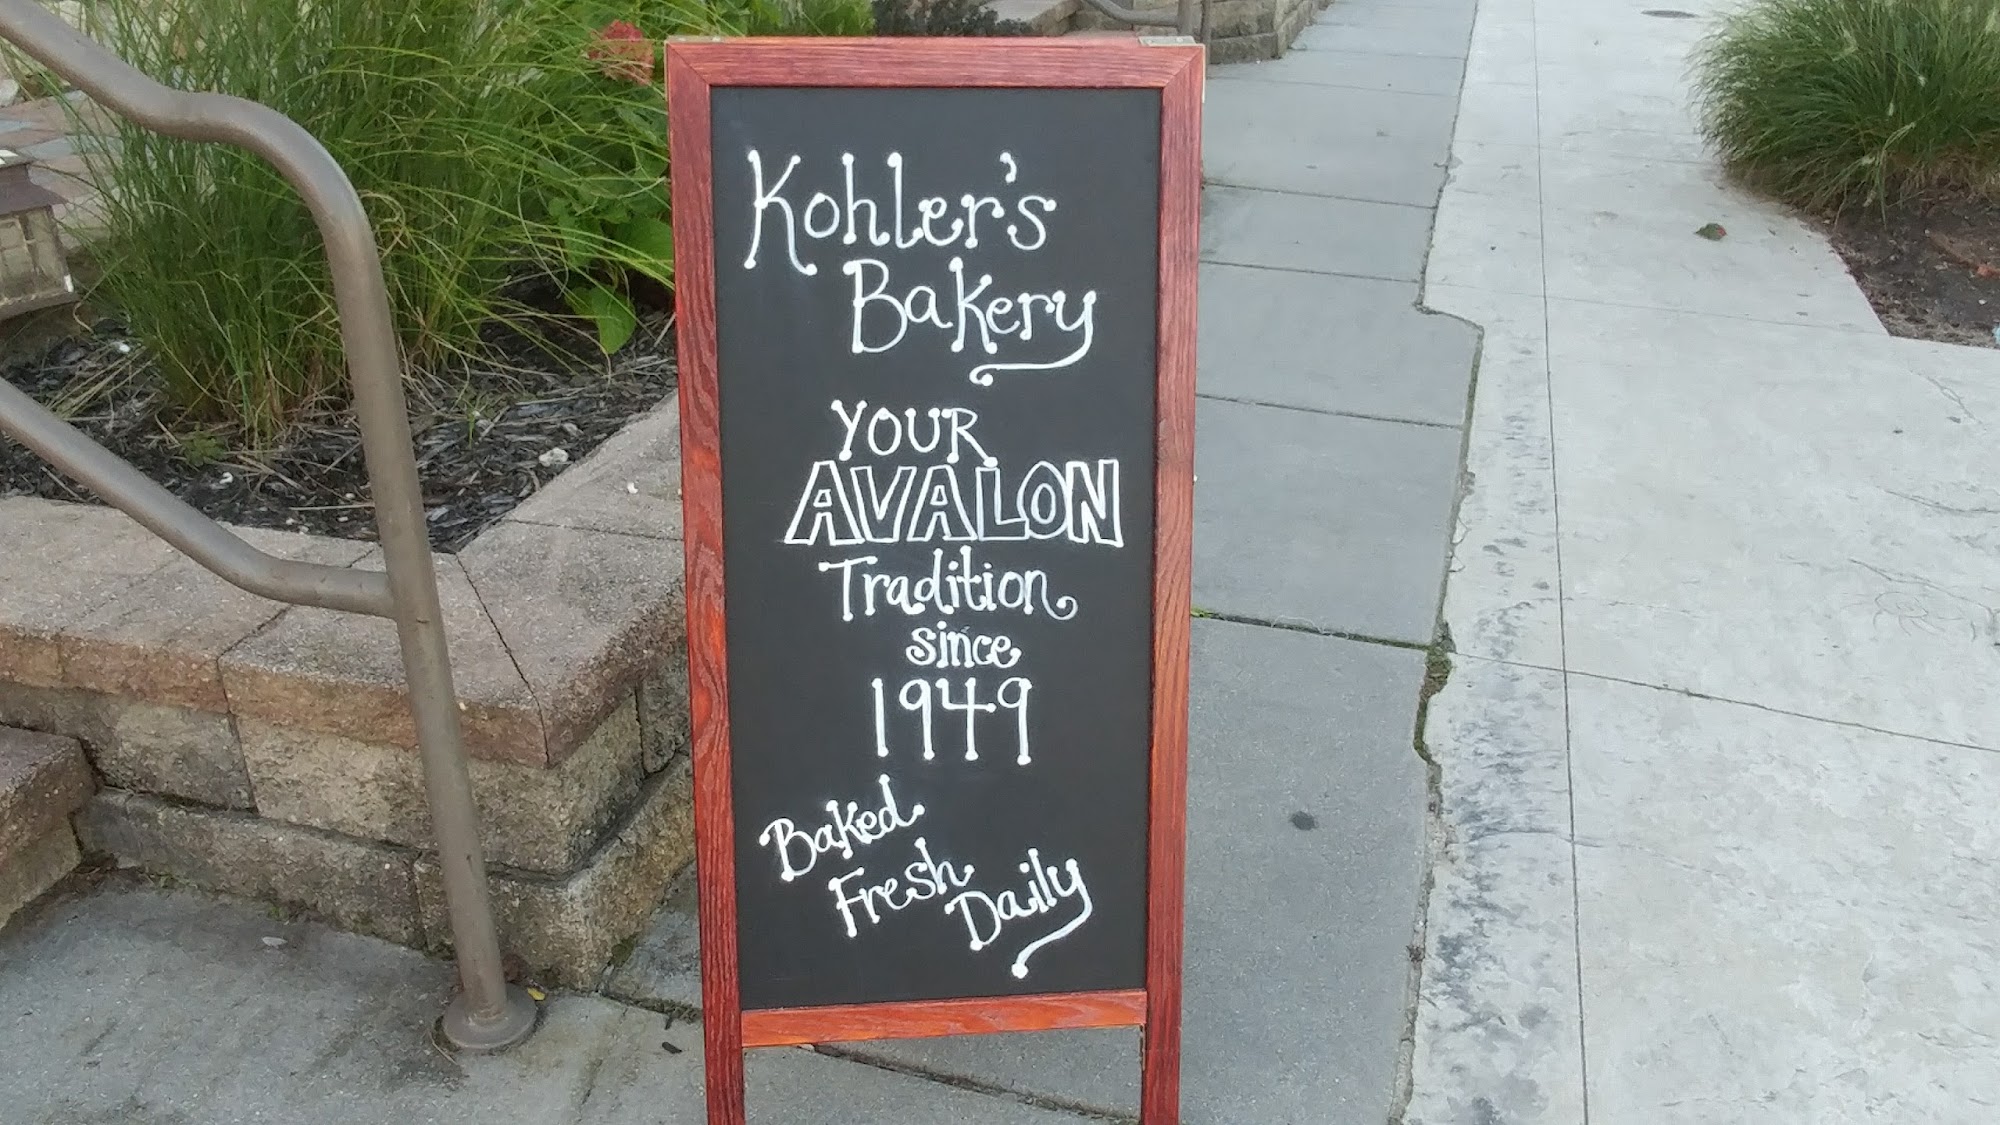 Kohler's
Bakery
YOUR
AVALON
Tradition
since
1949
Baked
Fresh
Daily